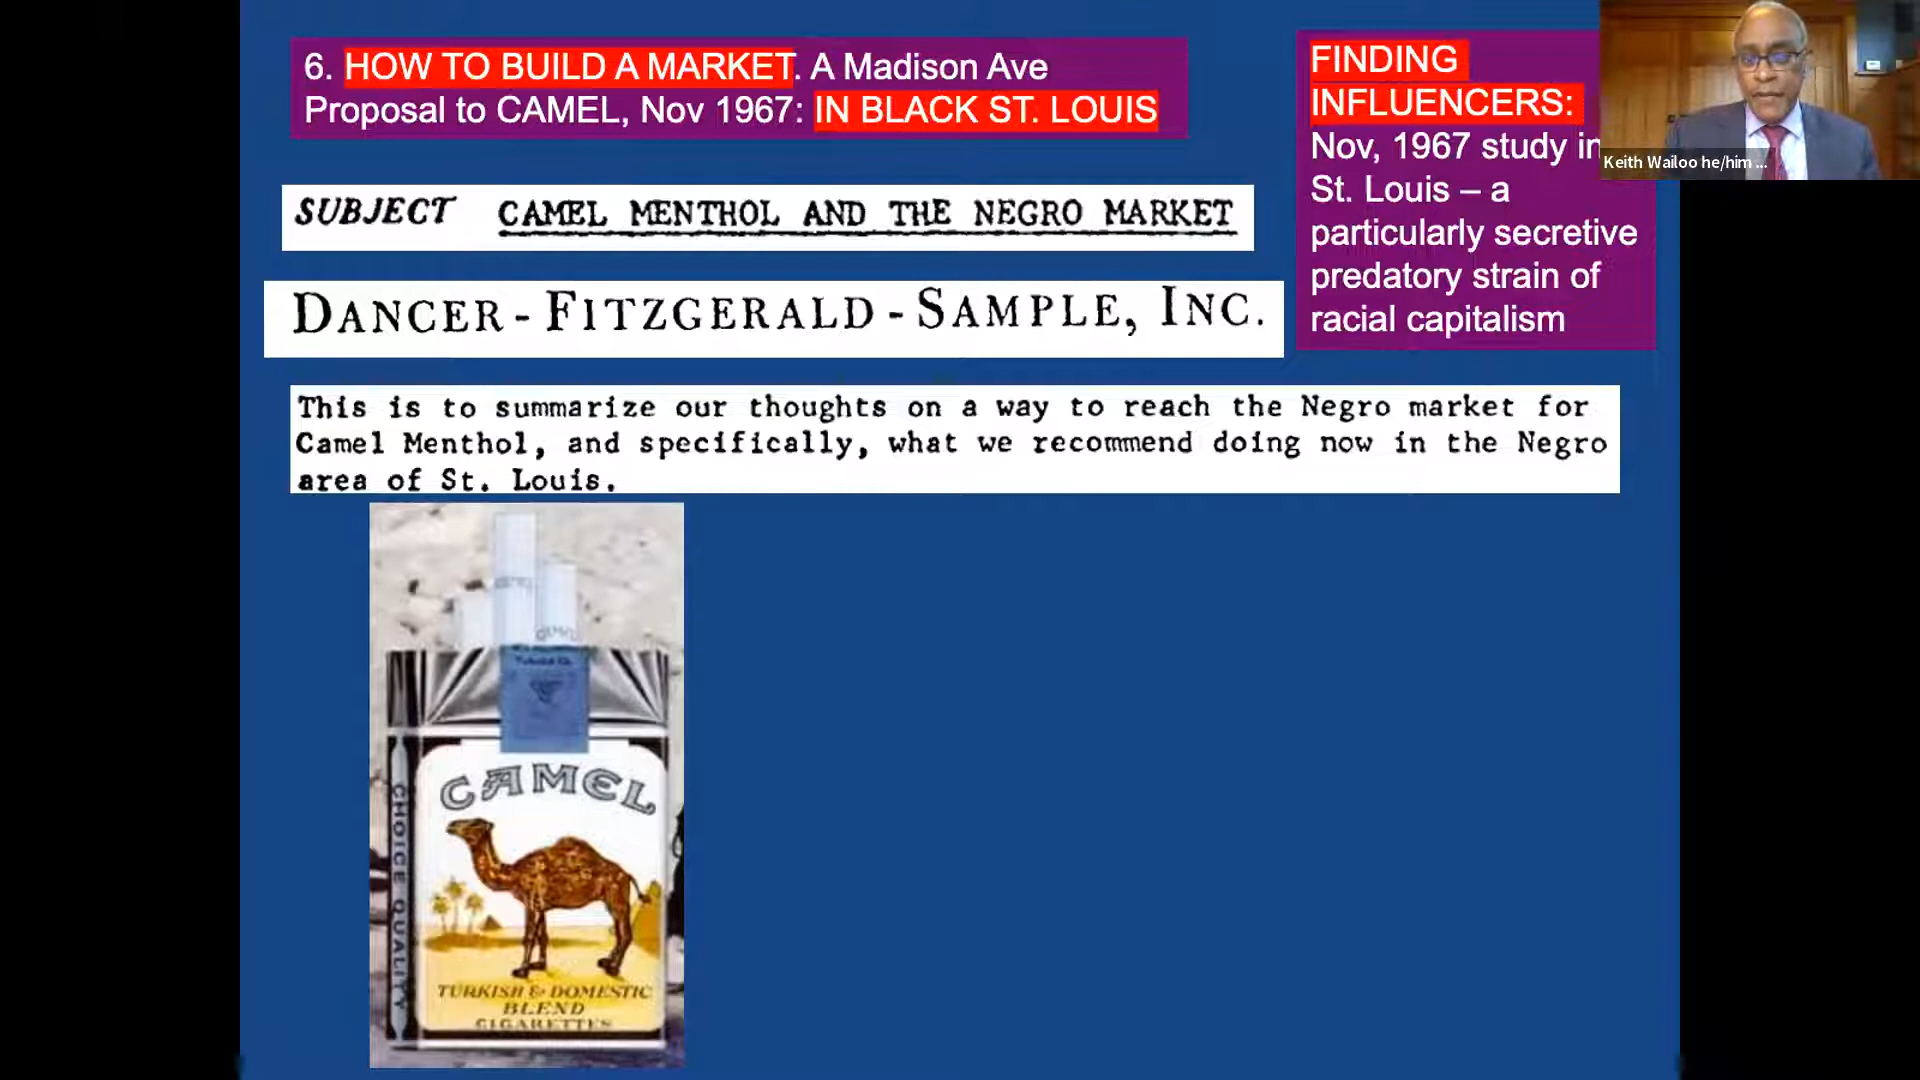 6. HOW TO BUILD A MARKET. A Madison Ave
Proposal to CAMEL, Nov 1967: IN BLACK ST. LOUIS
FINDING
INFLUENCERS:
Nov, 1967 study in
St. Louis – a
particularly secretive
predatory strain of
racial capitalism
Keith Wailoo he/him ...
SUBJECT CAMEL MENTHOL AND THE NEGRO MARKET
DANCER-FITZGERALD-SAMPLE, INC.
This is to summarize our thoughts on a way to reach the Negro market for
Camel Menthol, and specifically, what we recommend doing now in the Negro
area of St. Louis.
CAMEL
CHOICE QUALITY
TURKISH & DOMESTIC
BLEND
CIGARETTES